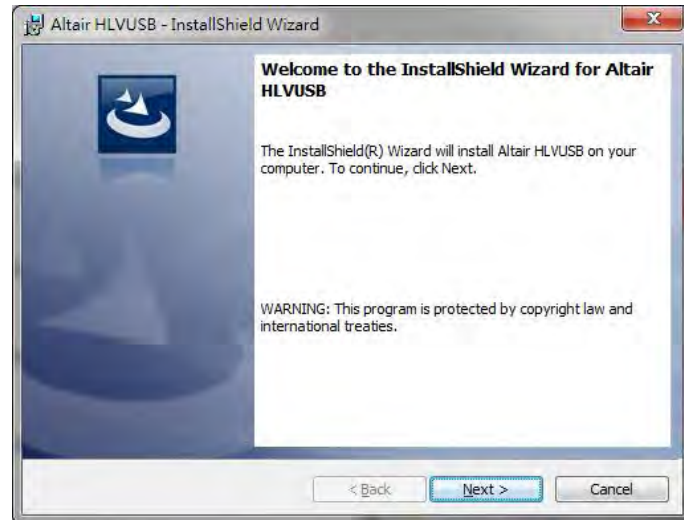 Altair HLVUSB - InstallShield Wizard
Welcome to the InstallShield Wizard for Altair
HLVUSB
The InstallShield(R) Wizard will install Altair HLVUSB on your
computer. To continue, click Next.
WARNING: This program is protected by copyright law and
international treaties.
< Back
Next >
Cancel